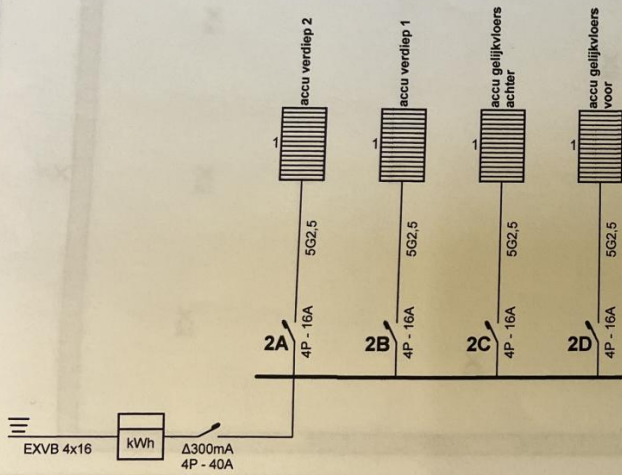 accu verdiep 2
accu verdiep 1
accu gelijkvloers
achter
accu gelijkvloers
voor
1
1
1
1
5G2,5
5G2,5
5G2,5
5G2,5
2A
4P - 16A
2B
4P - 16A
2C
4P - 16A
2D
4P - 16A
EXVB 4x16
kWh
Δ300mA
4P - 40A